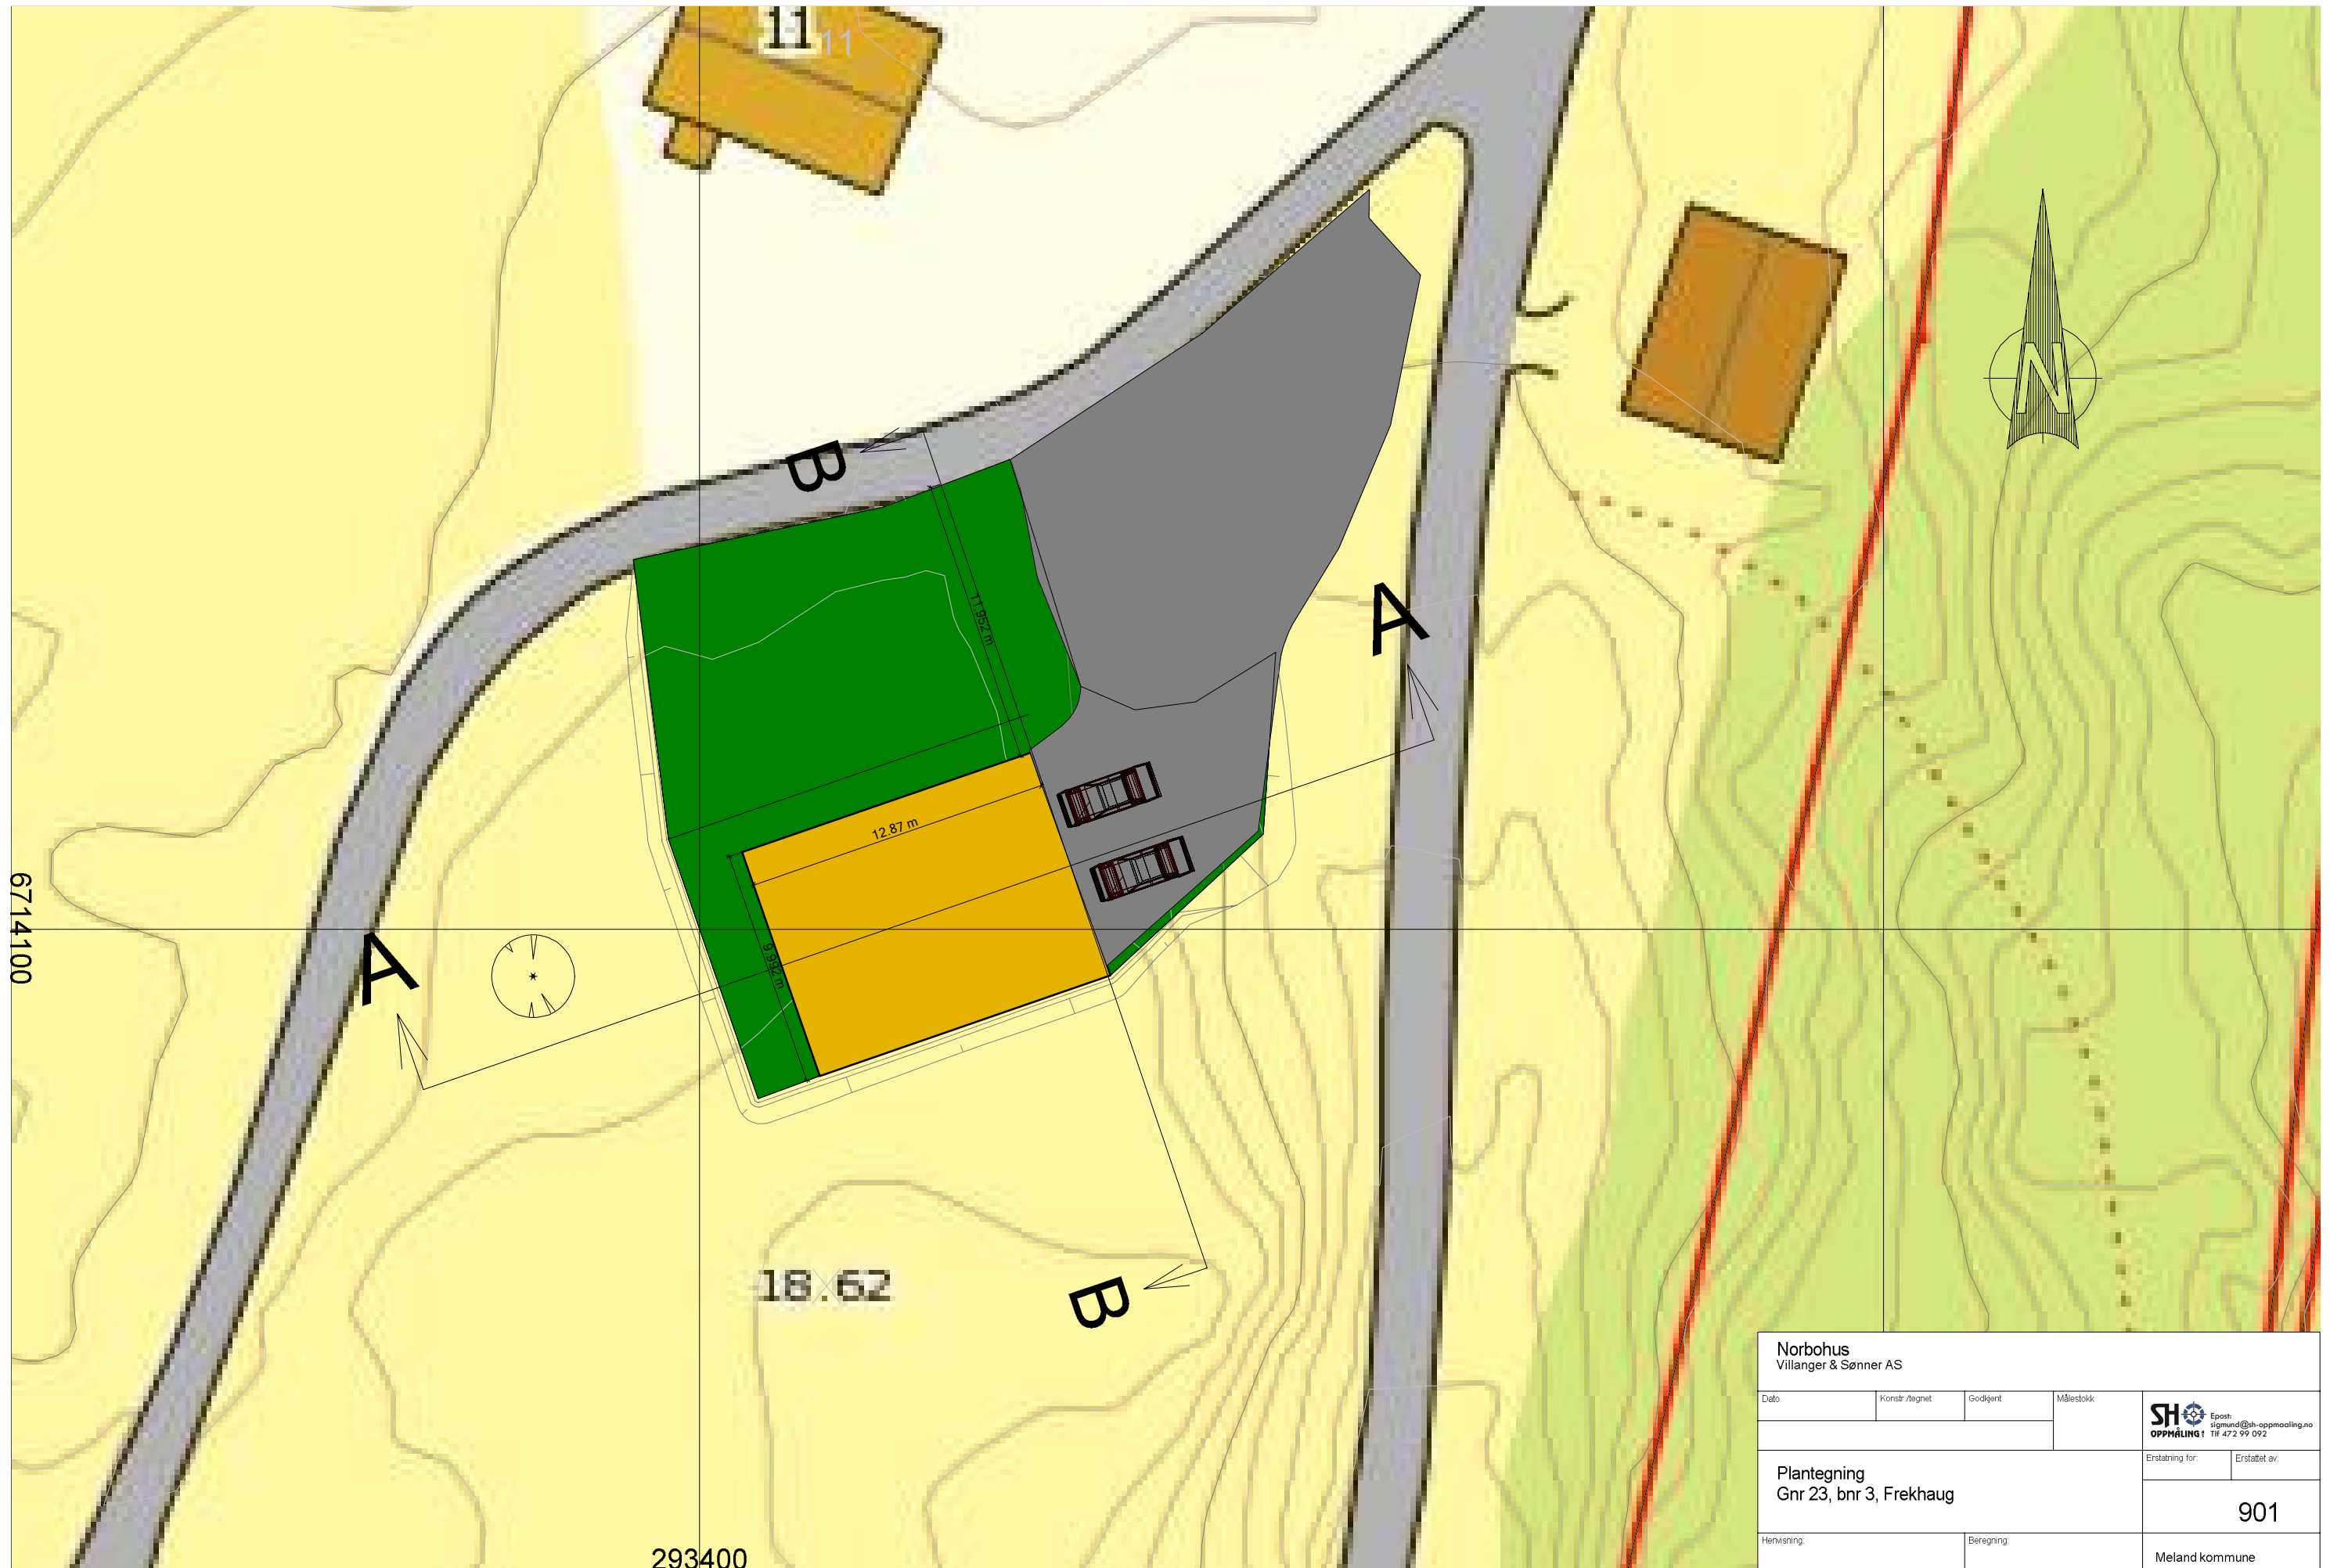 11
11
B
11.952 m
A
N
12.87 m
6714100
A
9.992 m
18.62
B
293400
Norbohus
Villanger & Sønner AS
Dato
Konstr./tegnet
Godkjent
Målestokk
SH
OPPMÅLING!
Epost:
sigmund@sh-oppmaaling.no
Tlf 472 99 092
Erstatning for:
Erstattet av:
Plantegning
Gnr 23, bnr 3, Frekhaug
901
Henvisning:
Beregning:
Meland kommune